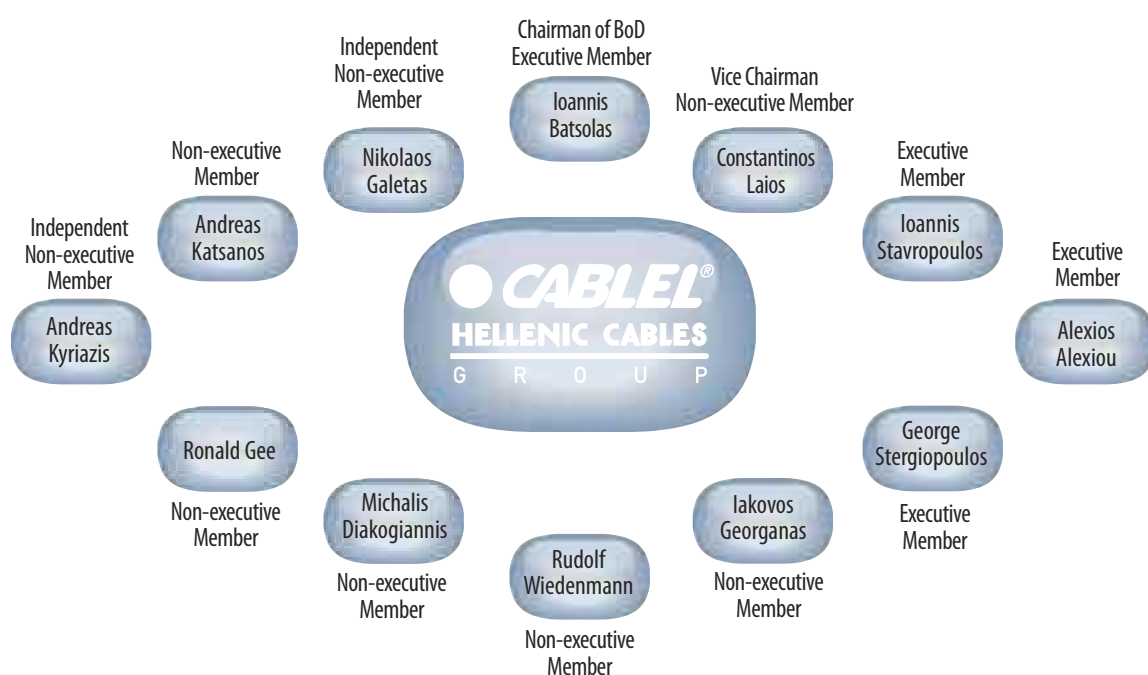 Chairman of BoD
Executive Member
Ioannis
Batsolas
Vice Chairman
Non-executive Member
Constantinos
Laios
Executive
Member
Ioannis
Stavropoulos
Executive
Member
Alexios
Alexiou
George
Stergiopoulos
Executive
Member
Iakovos
Georganas
Non-executive
Member
Rudolf
Wiedenmann
Non-executive
Member
Michalis
Diakogiannis
Non-executive
Member
Ronald Gee
Non-executive
Member
Independent
Non-executive
Member
Andreas
Kyriazis
Non-executive
Member
Andreas
Katsanos
Independent
Non-executive
Member
Nikolaos
Galetas
CABLEL®
HELLENIC CABLES
GROUP